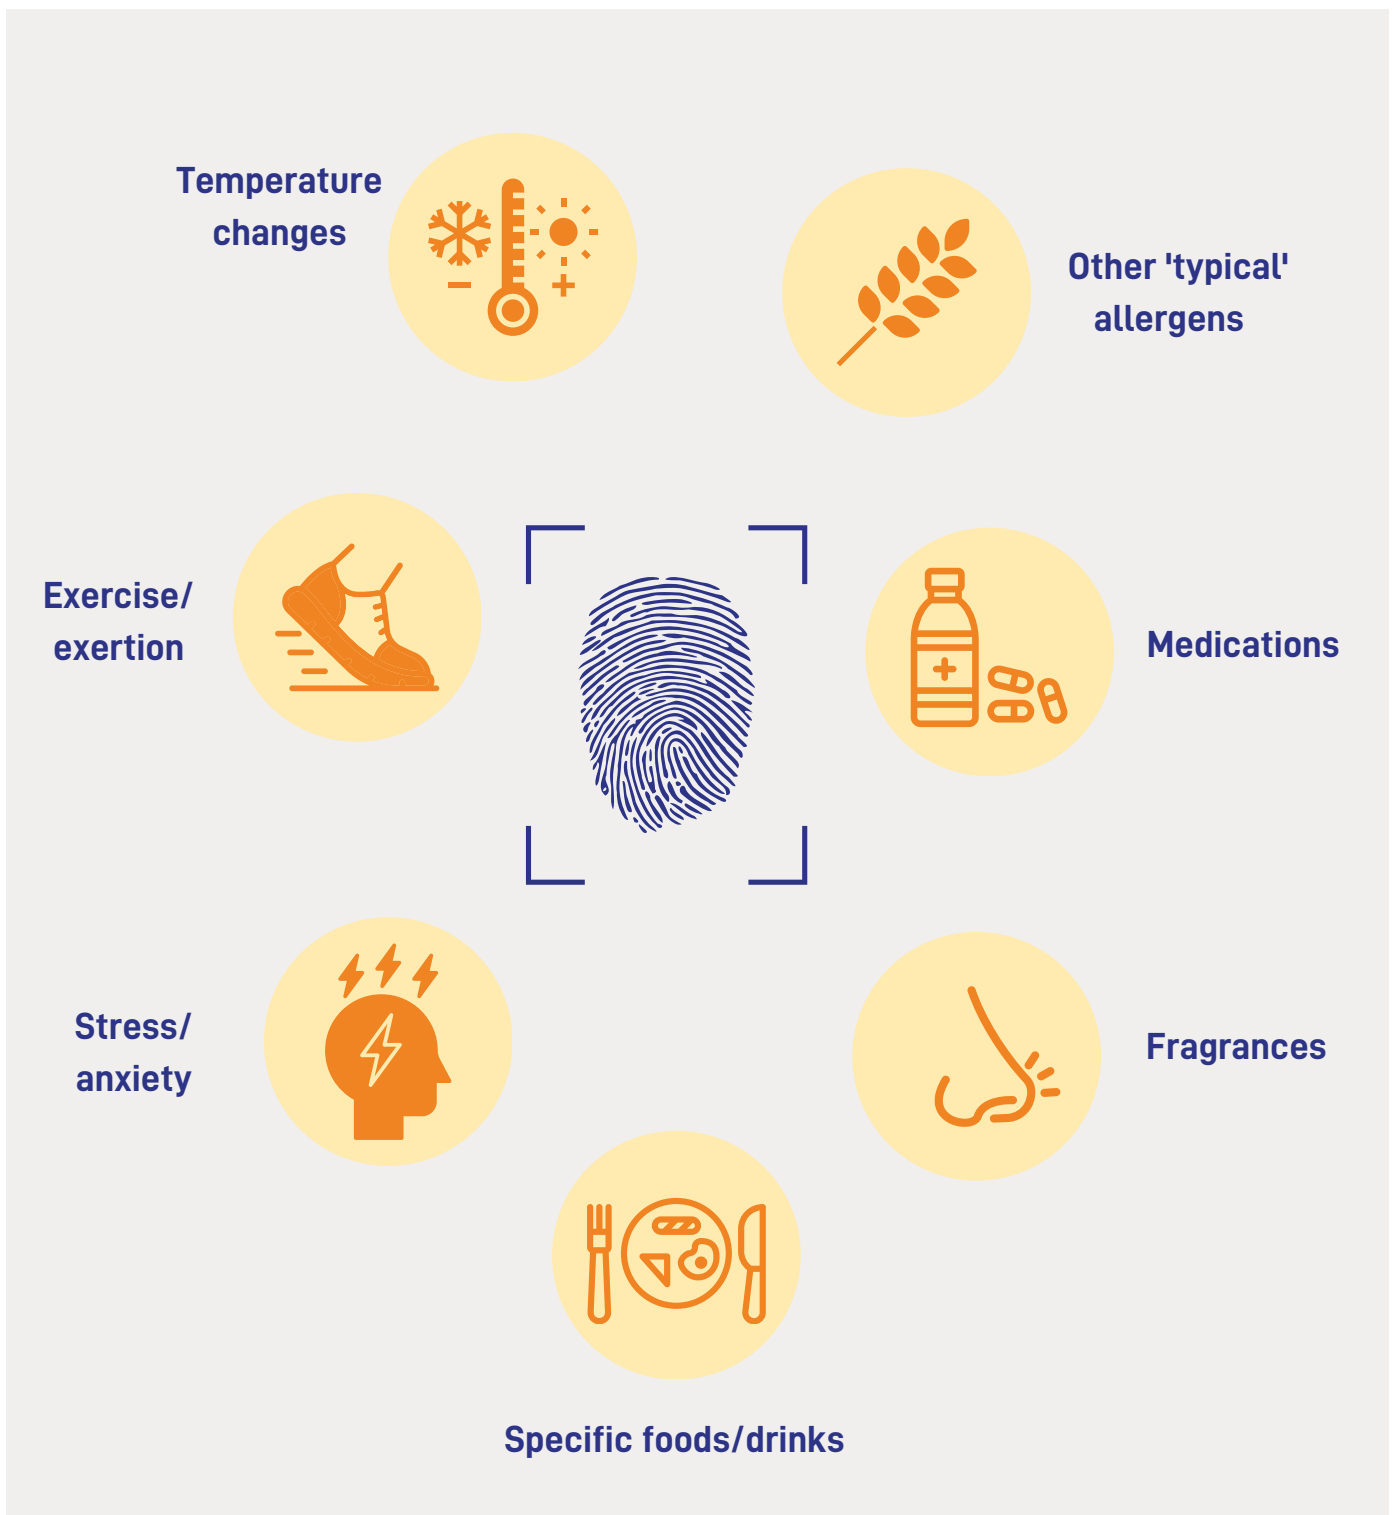 Temperature
changes
Other 'typical'
allergens
Exercise/
exertion
Medications
Stress/
anxiety
Fragrances
Specific foods/drinks